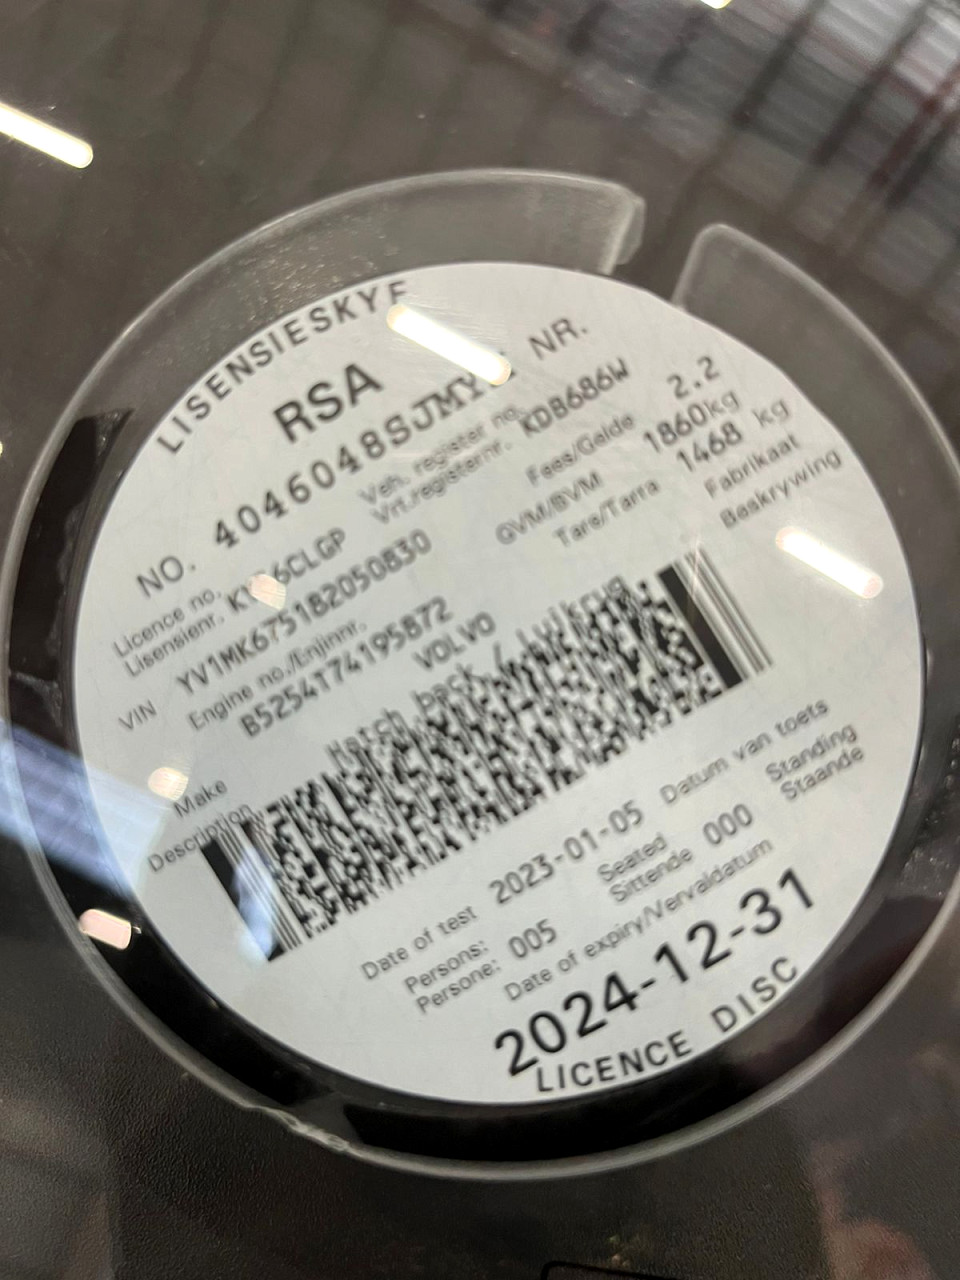 LISENSIESKYF
RSA
NO. 4046048SJMY NR.
Licence no.
Lisensienr.
Veh. register no.
Vrt.registernr. KDB686W
VIN YV1MK6751B2050830
Fees/Gelde 2.2
Engine no./Enjinnr.
B5254T74195872
GVM/BVM 1860kg
Tare/Tarra 1468 kg
Make VOLVO Fabrikaat
Description Hatch back / Luikrug Beskrywing
Date of test 2023-01-05 Datum van toets
Persons:
Persone: 005
Seated
Sittende 000
Standing
Staande
Date of expiry/Vervaldatum
2024-12-31
LICENCE DISC